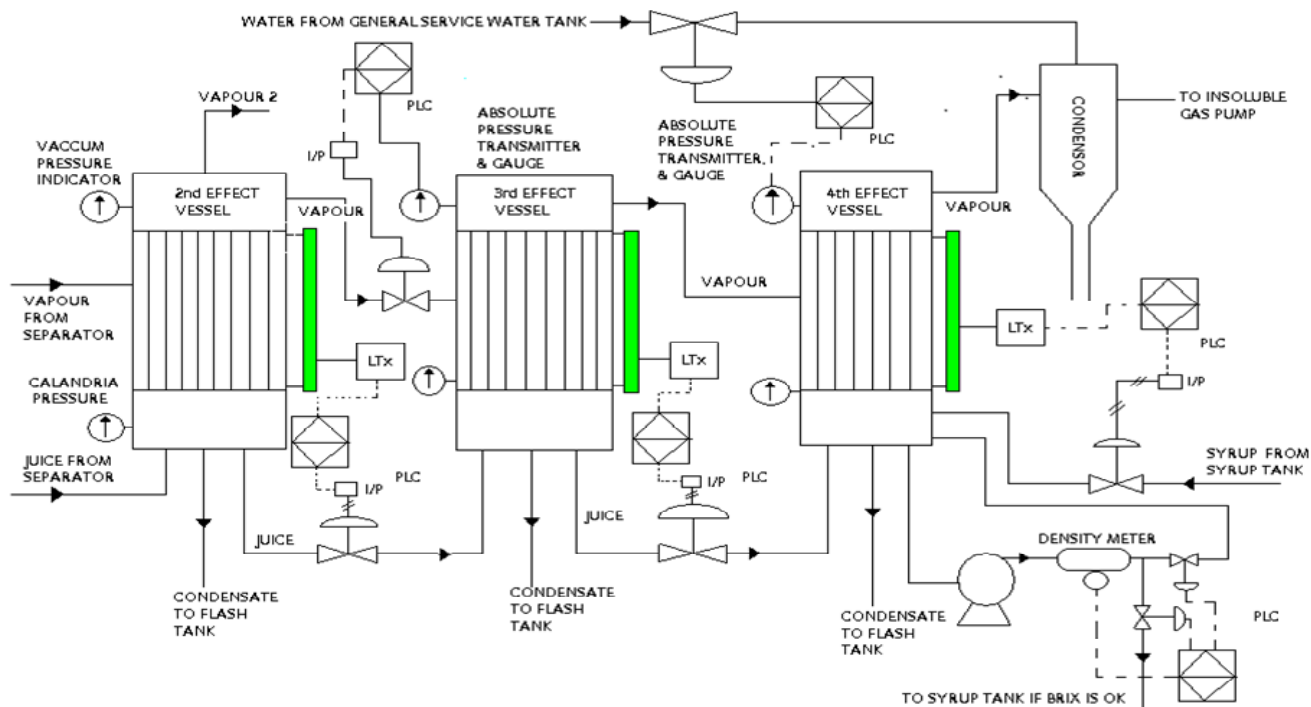 WATER FROM GENERAL SERVICE WATER TANK
VAPOUR 2
PLC
ABSOLUTE
PRESSURE
TRANSMITTER
& GAUGE
ABSOLUTE
PRESSURE
TRANSMITTER,
& GAUGE
PLC
CONDENSOR
TO INSOLUBLE
GAS PUMP
VACCUM
PRESSURE
INDICATOR
I/P
2nd EFFECT
VESSEL
VAPOUR
3rd EFFECT
VESSEL
4th EFFECT
VESSEL
VAPOUR
VAPOUR
VAPOUR
FROM
SEPARATOR
LTx
PLC
CALANDRIA
PRESSURE
LTx
LTx
I/P
JUICE FROM
SEPARATOR
PLC
I/P
PLC
I/P
SYRUP FROM
SYRUP TANK
JUICE
JUICE
DENSITY METER
CONDENSATE
TO FLASH
TANK
CONDENSATE
TO FLASH
TANK
CONDENSATE
TO FLASH
TANK
PLC
TO SYRUP TANK IF BRIX IS OK